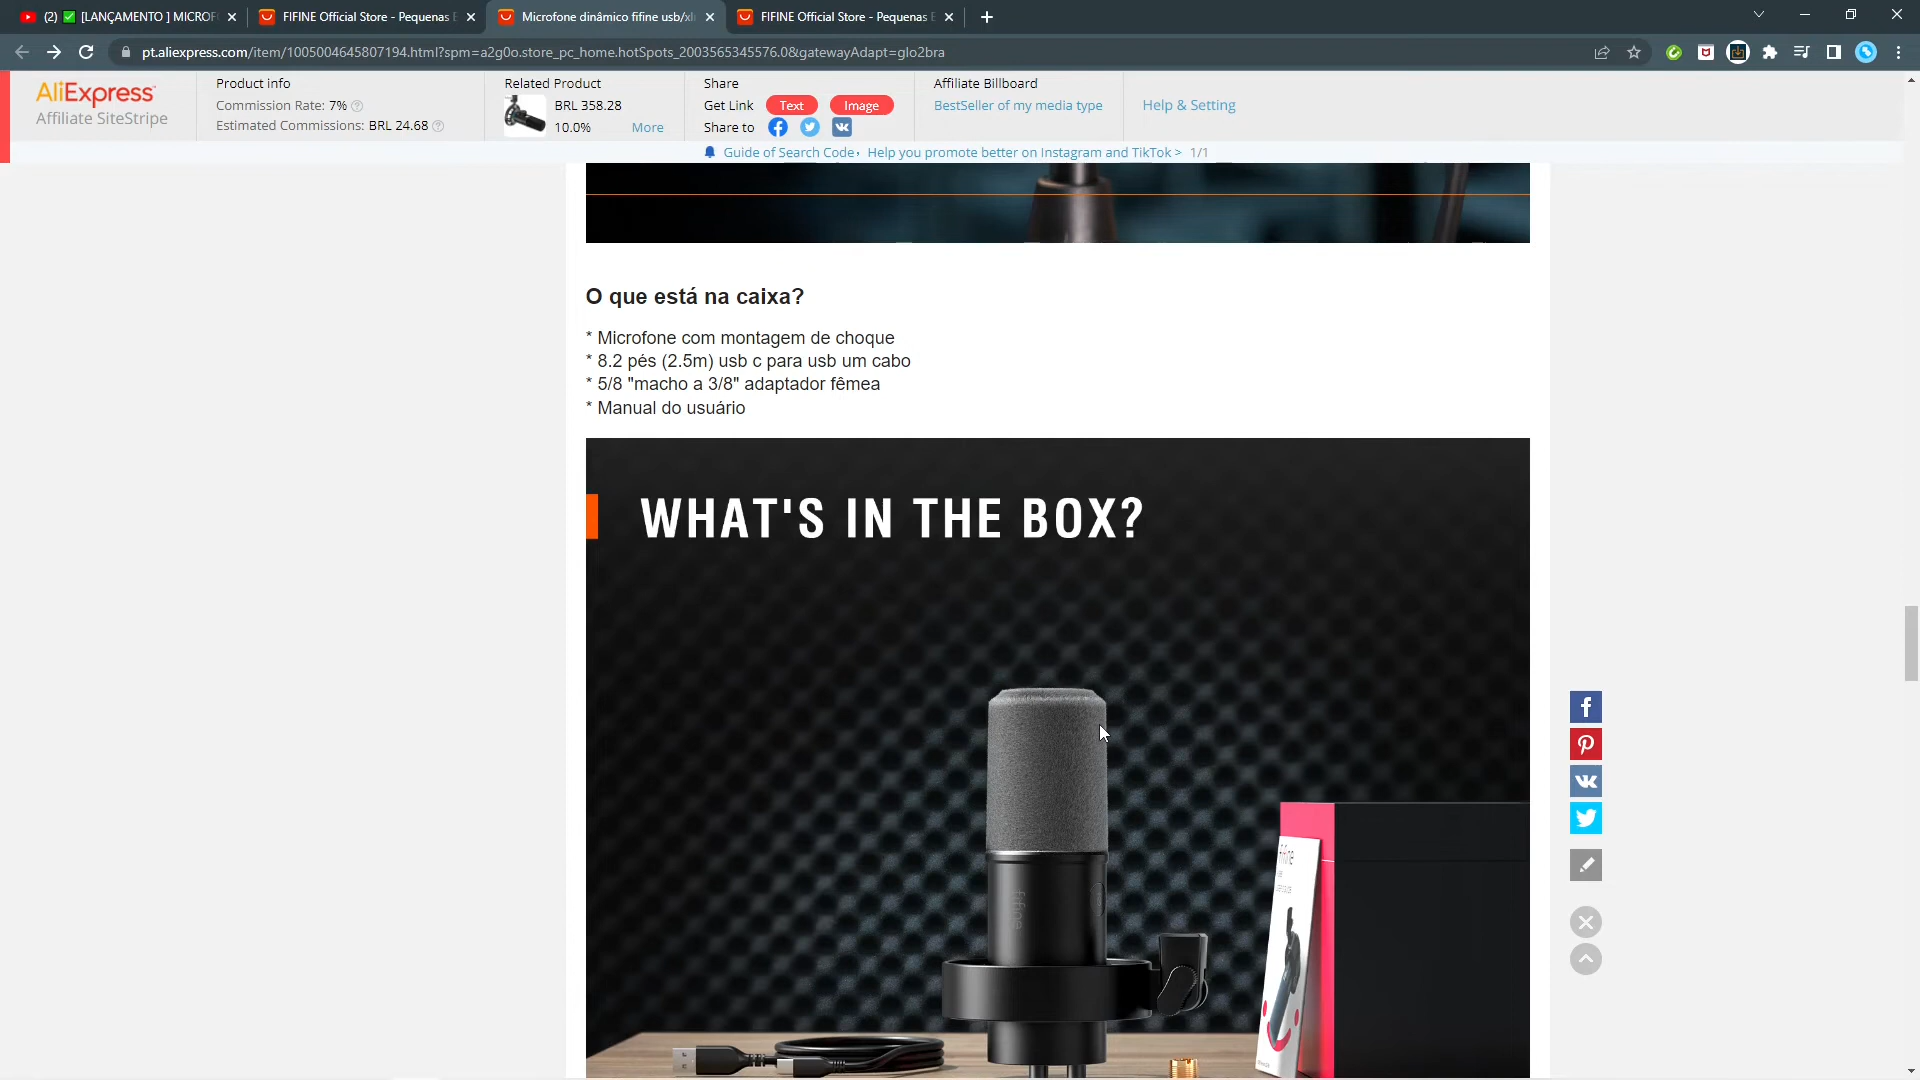 (2) ✅ [LANÇAMENTO ] MICROF
FIFINE Official Store - Pequenas E
Microfone dinâmico fifine usb/xl
FIFINE Official Store - Pequenas E
pt.aliexpress.com/item/1005004645807194.html?spm=a2g0o.store_pc_home.hotSpots_2003565345576.0&gatewayAdapt=glo2bra
AliExpress
Affiliate SiteStripe
Product info
Commission Rate: 7%
Estimated Commissions: BRL 24.68
Related Product
BRL 358.28
10.0%
More
Share
Get Link Text Image
Share to
Affiliate Billboard
BestSeller of my media type
Help & Setting
Guide of Search Code， Help you promote better on Instagram and TikTok > 1/1
O que está na caixa?
* Microfone com montagem de choque
* 8.2 pés (2.5m) usb c para usb um cabo
* 5/8 "macho a 3/8" adaptador fêmea
* Manual do usuário
WHAT'S IN THE BOX?
fifine
fifine